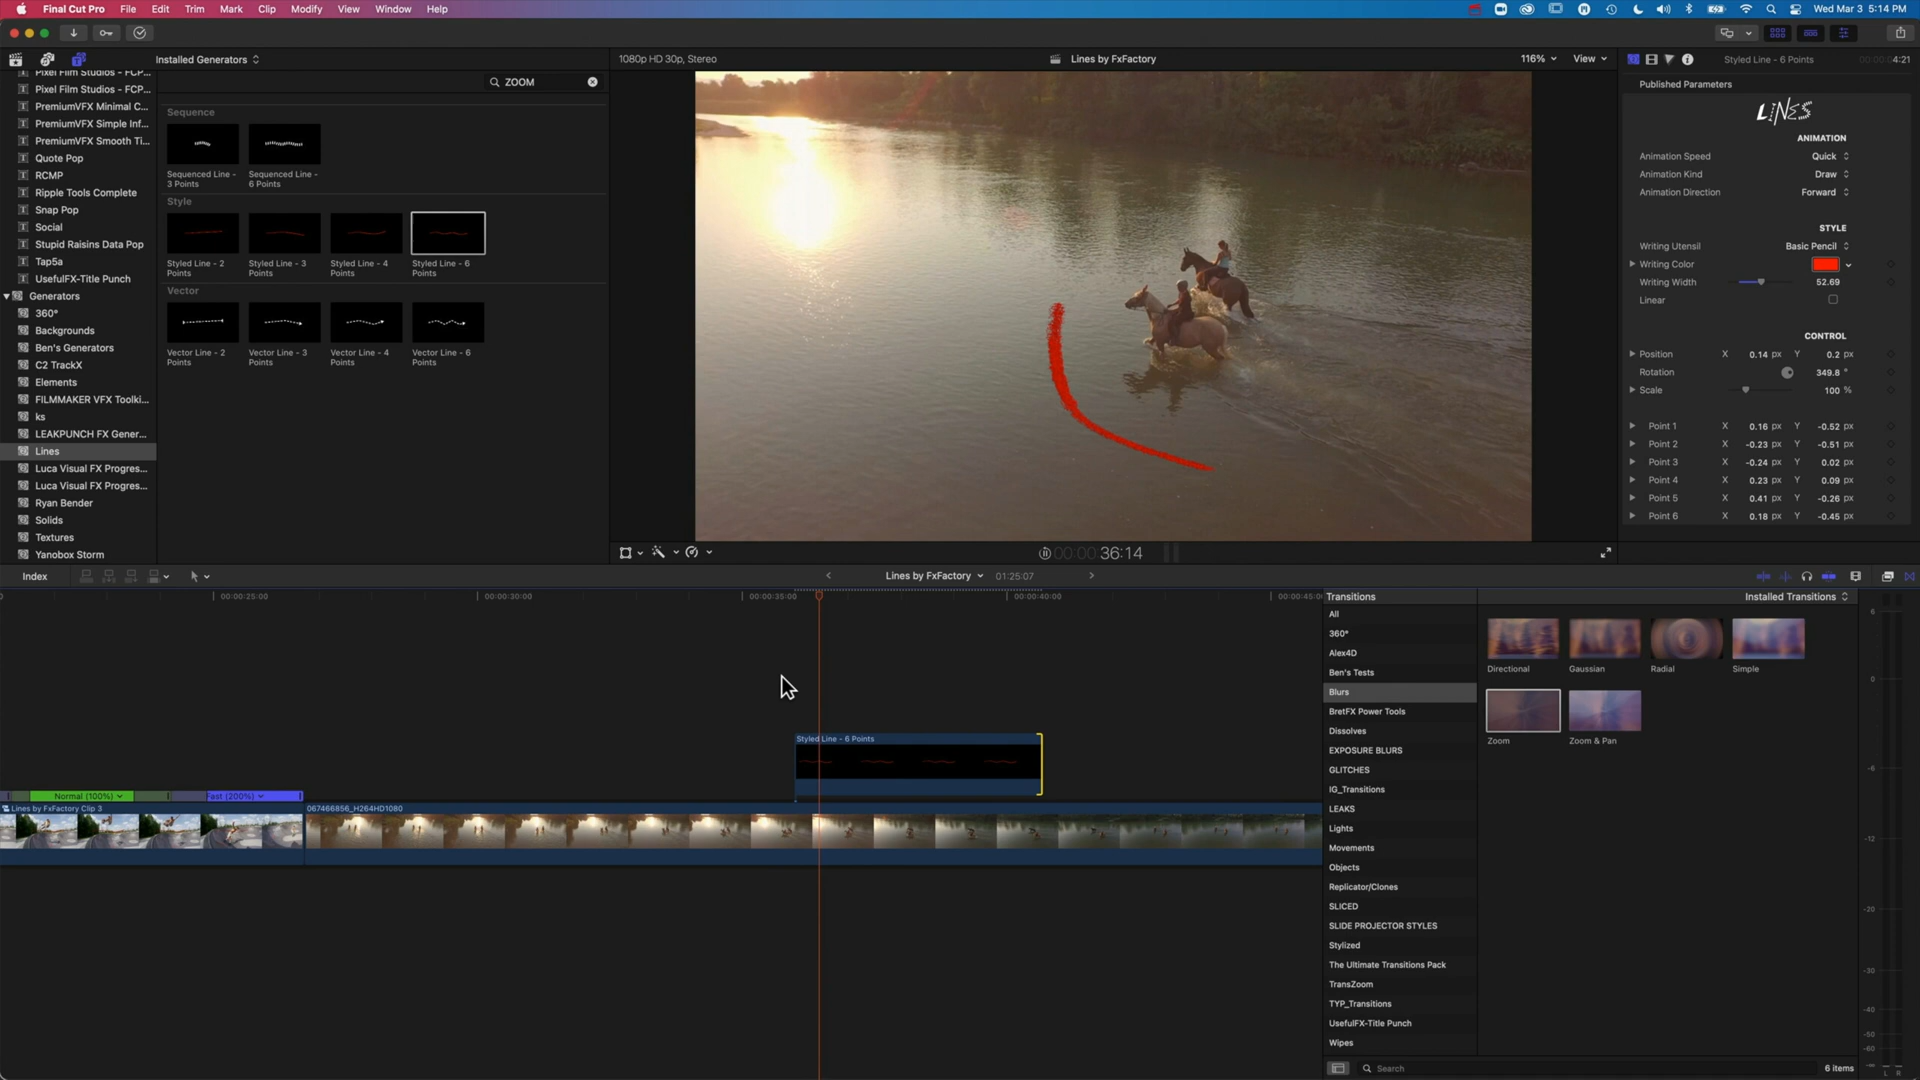 Final Cut Pro File Edit Trim Mark Clip Modify View Window Help Wed Mar 3 5:14 PM
Installed Generators
1080p HD 30p, Stereo
Lines by FxFactory
116% View
Styled Line - 6 Points
4:21
ZOOM
Pixel Film Studios - FCP...
Pixel Film Studios - FCP...
PremiumVFX Minimal C...
PremiumVFX Simple Inf...
PremiumVFX Smooth Ti...
Quote Pop
RCMP
Ripple Tools Complete
Snap Pop
Social
Stupid Raisins Data Pop
Tap5a
UsefulFX-Title Punch
Generators
360°
Backgrounds
Ben's Generators
C2 TrackX
Elements
FILMMAKER VFX Toolki...
ks
LEAKPUNCH FX Gener...
Lines
Luca Visual FX Progres...
Luca Visual FX Progres...
Ryan Bender
Solids
Textures
Yanobox Storm
Sequence
Sequenced Line - 3 Points
Sequenced Line - 6 Points
Style
Styled Line - 2 Points
Styled Line - 3 Points
Styled Line - 4 Points
Styled Line - 6 Points
Vector
Vector Line - 2 Points
Vector Line - 3 Points
Vector Line - 4 Points
Vector Line - 6 Points
Published Parameters
LINES
ANIMATION
Animation Speed Quick
Animation Kind Draw
Animation Direction Forward
STYLE
Writing Utensil Basic Pencil
Writing Color
Writing Width 52.69
Linear
CONTROL
Position X 0.14 px Y 0.2 px
Rotation 349.8 °
Scale 100 %
Point 1 X 0.16 px Y -0.52 px
Point 2 X -0.23 px Y -0.51 px
Point 3 X -0.24 px Y 0.02 px
Point 4 X 0.23 px Y 0.09 px
Point 5 X 0.41 px Y -0.26 px
Point 6 X 0.18 px Y -0.45 px
00:00:36:14
Index
Lines by FxFactory 01:25:07
00:00:25:00 00:00:30:00 00:00:35:00 00:00:40:00 00:00:45:0
Styled Line - 6 Points
Normal (100%) Fast (200%)
Lines by FxFactory Clip 3
067466856_H264HD1080
Transitions
Installed Transitions
All
360°
Alex4D
Ben's Tests
Blurs
BretFX Power Tools
Dissolves
EXPOSURE BLURS
GLITCHES
IG_Transitions
LEAKS
Lights
Movements
Objects
Replicator/Clones
SLICED
SLIDE PROJECTOR STYLES
Stylized
The Ultimate Transitions Pack
TransZoom
TYP_Transitions
UsefulFX-Title Punch
Wipes
Directional
Gaussian
Radial
Simple
Zoom
Zoom & Pan
Search
6 items
6
0
-6
-12
-20
-30
-40
-50
-60
L R